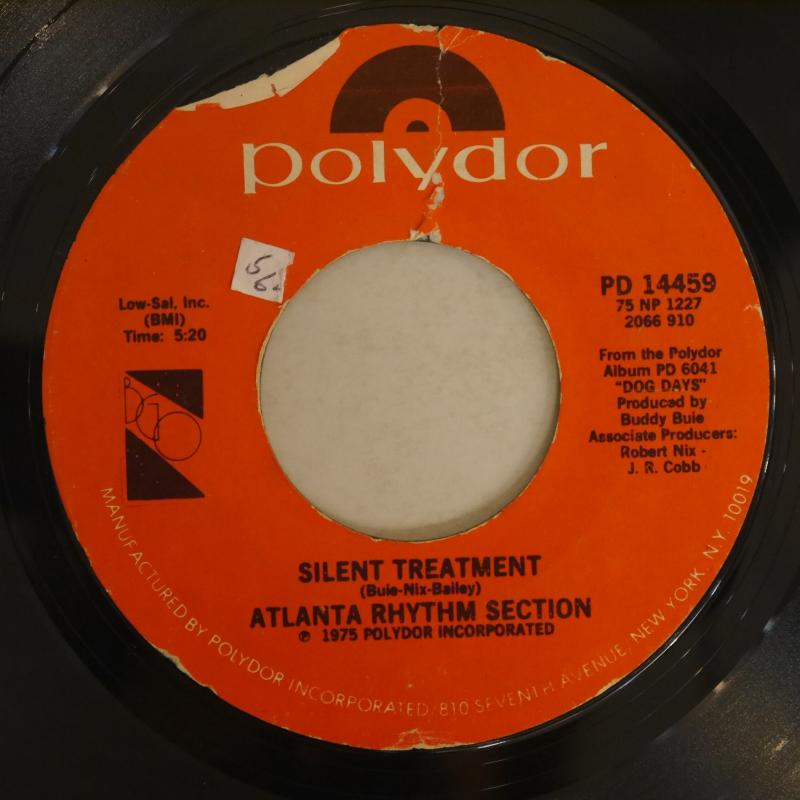 polydor
56.
PD 14459
75 NP 1227
2066 910
Low-Sal, Inc.
(BMI)
Time: 5:20
BGO
From the Polydor
Album PD 6041
"DOG DAYS"
Produced by
Buddy Buie
Associate Producers:
Robert Nix -
J. R. Cobb
SILENT TREATMENT
(Buie-Nix-Bailey)
ATLANTA RHYTHM SECTION
℗ 1975 POLYDOR INCORPORATED
MANUFACTURED BY POLYDOR INCORPORATED/810 SEVENTH AVENUE, NEW YORK, N.Y. 10019